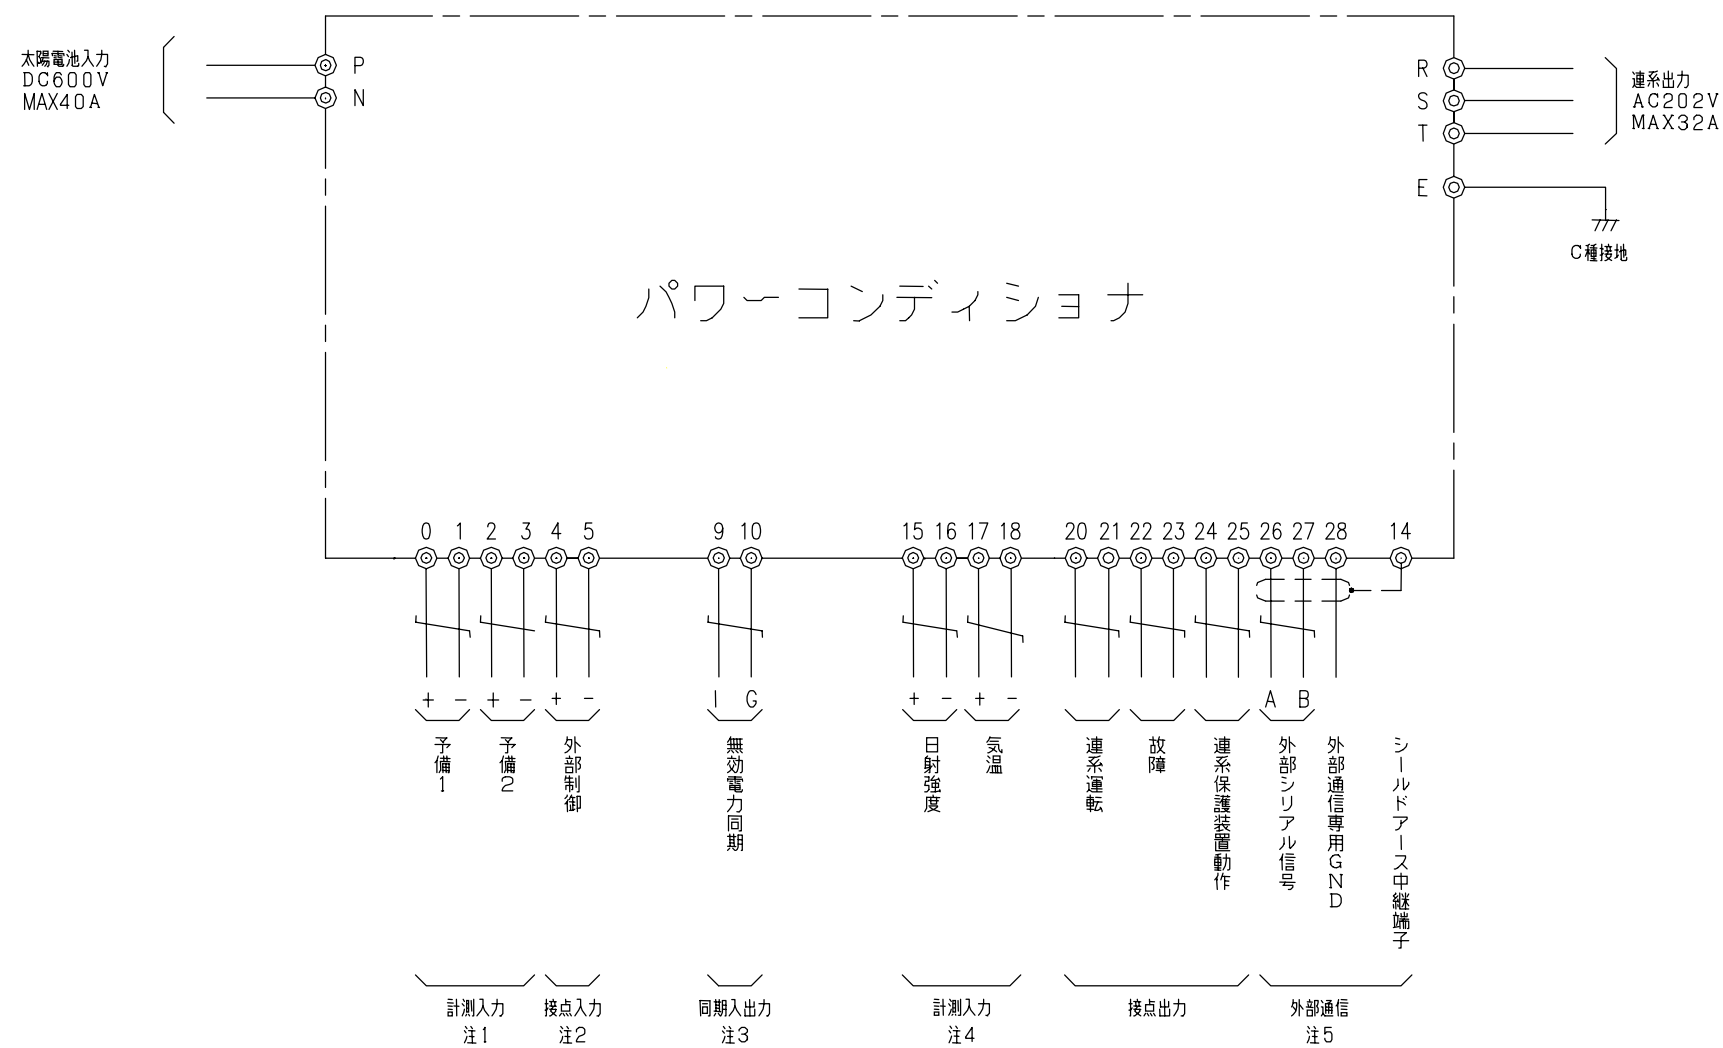 太陽電池入力
DC600V
MAX40A
P
N
R
S
T
E
連系出力
AC202V
MAX32A
C種接地
パワーコンディショナ
0 1 2 3 4 5 9 10 15 16 17 18 20 21 22 23 24 25 26 27 28 14
+ − + − + − I G + − + − A B
予備1
予備2
外部制御
無効電力同期
日射強度
気温
連系運転
故障
連系保護装置動作
外部シリアル信号
外部通信専用GND
シールドアース中継端子
計測入力
注1
接点入力
注2
同期入出力
注3
計測入力
注4
接点出力
外部通信
注5